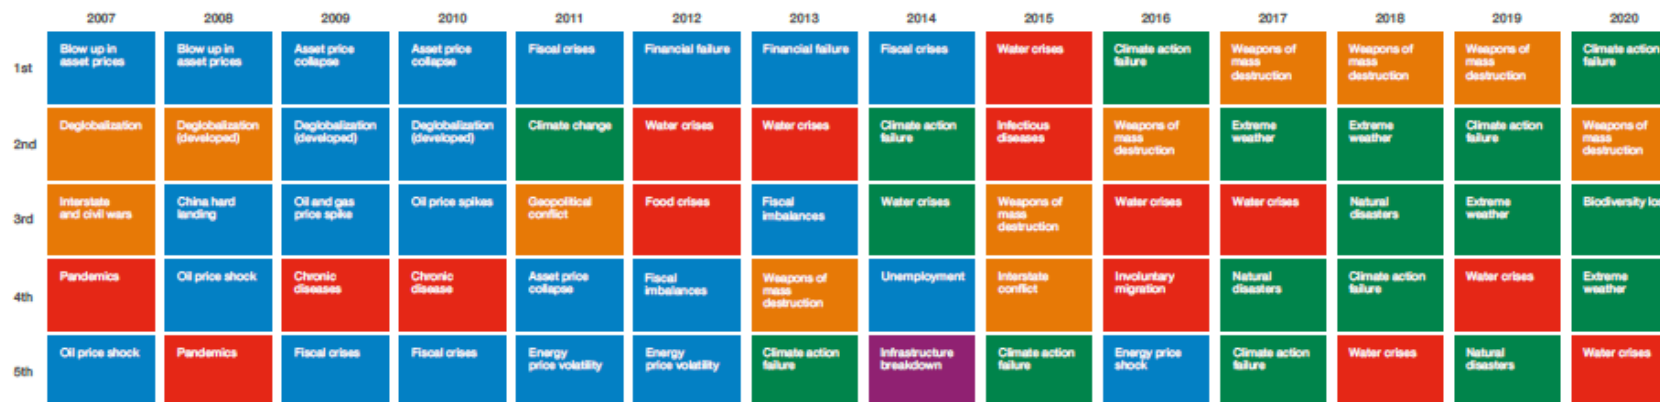 2007 2008 2009 2010 2011 2012 2013 2014 2015 2016 2017 2018 2019 2020
1st
Blow up in
asset prices
Blow up in
asset prices
Asset price
collapse
Asset price
collapse
Fiscal crises
Financial failure
Financial failure
Fiscal crises
Water crises
Climate action
failure
Weapons of
mass
destruction
Weapons of
mass
destruction
Weapons of
mass
destruction
Climate action
failure
2nd
Deglobalization
Deglobalization
(developed)
Deglobalization
(developed)
Deglobalization
(developed)
Climate change
Water crises
Water crises
Climate action
failure
Infectious
diseases
Weapons of
mass
destruction
Extreme
weather
Extreme
weather
Climate action
failure
Weapons of
mass
destruction
3rd
Interstate
and civil wars
China hard
landing
Oil and gas
price spike
Oil price spikes
Geopolitical
conflict
Food crises
Fiscal
imbalances
Water crises
Weapons of
mass
destruction
Water crises
Water crises
Natural
disasters
Extreme
weather
Biodiversity los
4th
Pandemics
Oil price shock
Chronic
diseases
Chronic
disease
Asset price
collapse
Fiscal
imbalances
Weapons of
mass
destruction
Unemployment
Interstate
conflict
Involuntary
migration
Natural
disasters
Climate action
failure
Water crises
Extreme
weather
5th
Oil price shock
Pandemics
Fiscal crises
Fiscal crises
Energy
price volatility
Energy
price volatility
Climate action
failure
Infrastructure
breakdown
Climate action
failure
Energy price
shock
Climate action
failure
Water crises
Natural
disasters
Water crises